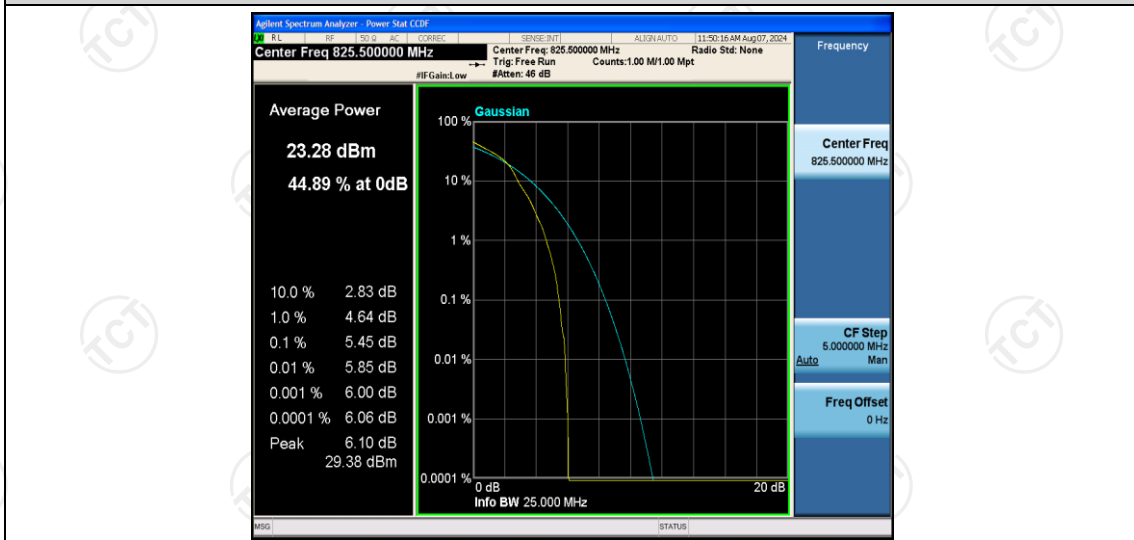 Agilent Spectrum Analyzer - Power Stat CCDF
RL RF 50 Ω AC CORREC SENSE:INT ALIGNAUTO 11:50:16 AM Aug 07, 2024
Center Freq 825.500000 MHz
Center Freq: 825.500000 MHz Radio Std: None
Trig: Free Run Counts:1.00 M/1.00 Mpt
#IFGain:Low #Atten: 46 dB
Frequency
Average Power
23.28 dBm
44.89 % at 0dB
10.0 % 2.83 dB
1.0 % 4.64 dB
0.1 % 5.45 dB
0.01 % 5.85 dB
0.001 % 6.00 dB
0.0001 % 6.06 dB
Peak 6.10 dB
29.38 dBm
Gaussian
100 %
10 %
1 %
0.1 %
0.01 %
0.001 %
0.0001 %
0 dB 20 dB
Info BW 25.000 MHz
Center Freq
825.500000 MHz
CF Step
5.000000 MHz
Auto Man
Freq Offset
0 Hz
MSG STATUS
TCT
TCT
TCT
TCT